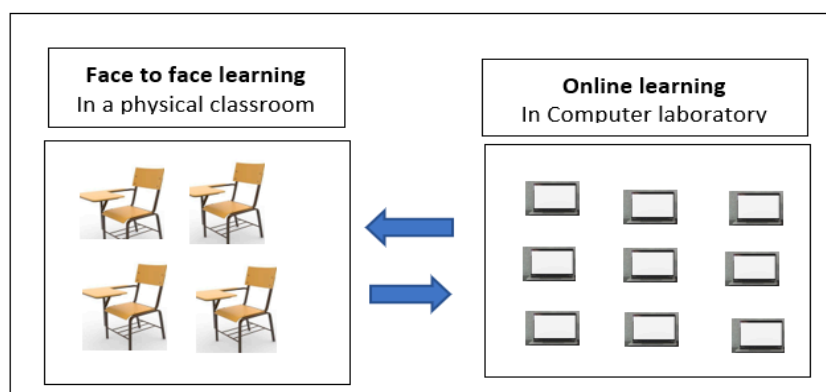 Face to face learning
In a physical classroom
Online learning
In Computer laboratory